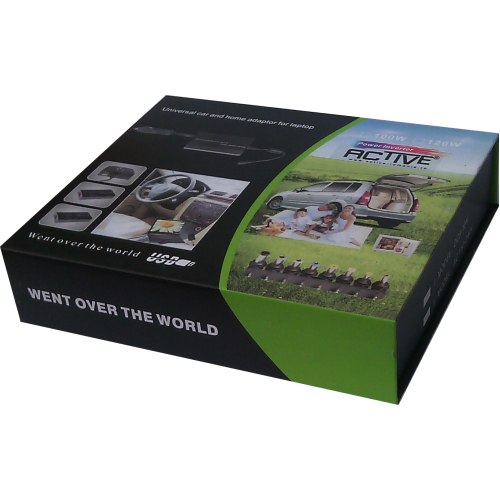 Universal car and home adaptor for laptop
100W 120W
Power Inverter
ACTIVE
Went over the world USB
WENT OVER THE WORLD